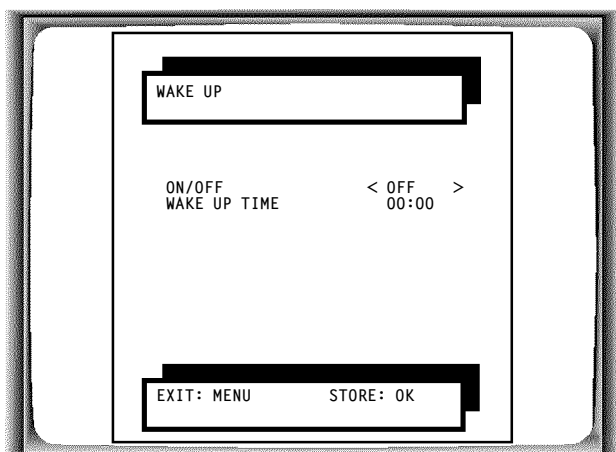 WAKE UP
ON/OFF < OFF >
WAKE UP TIME 00:00
EXIT: MENU STORE: OK